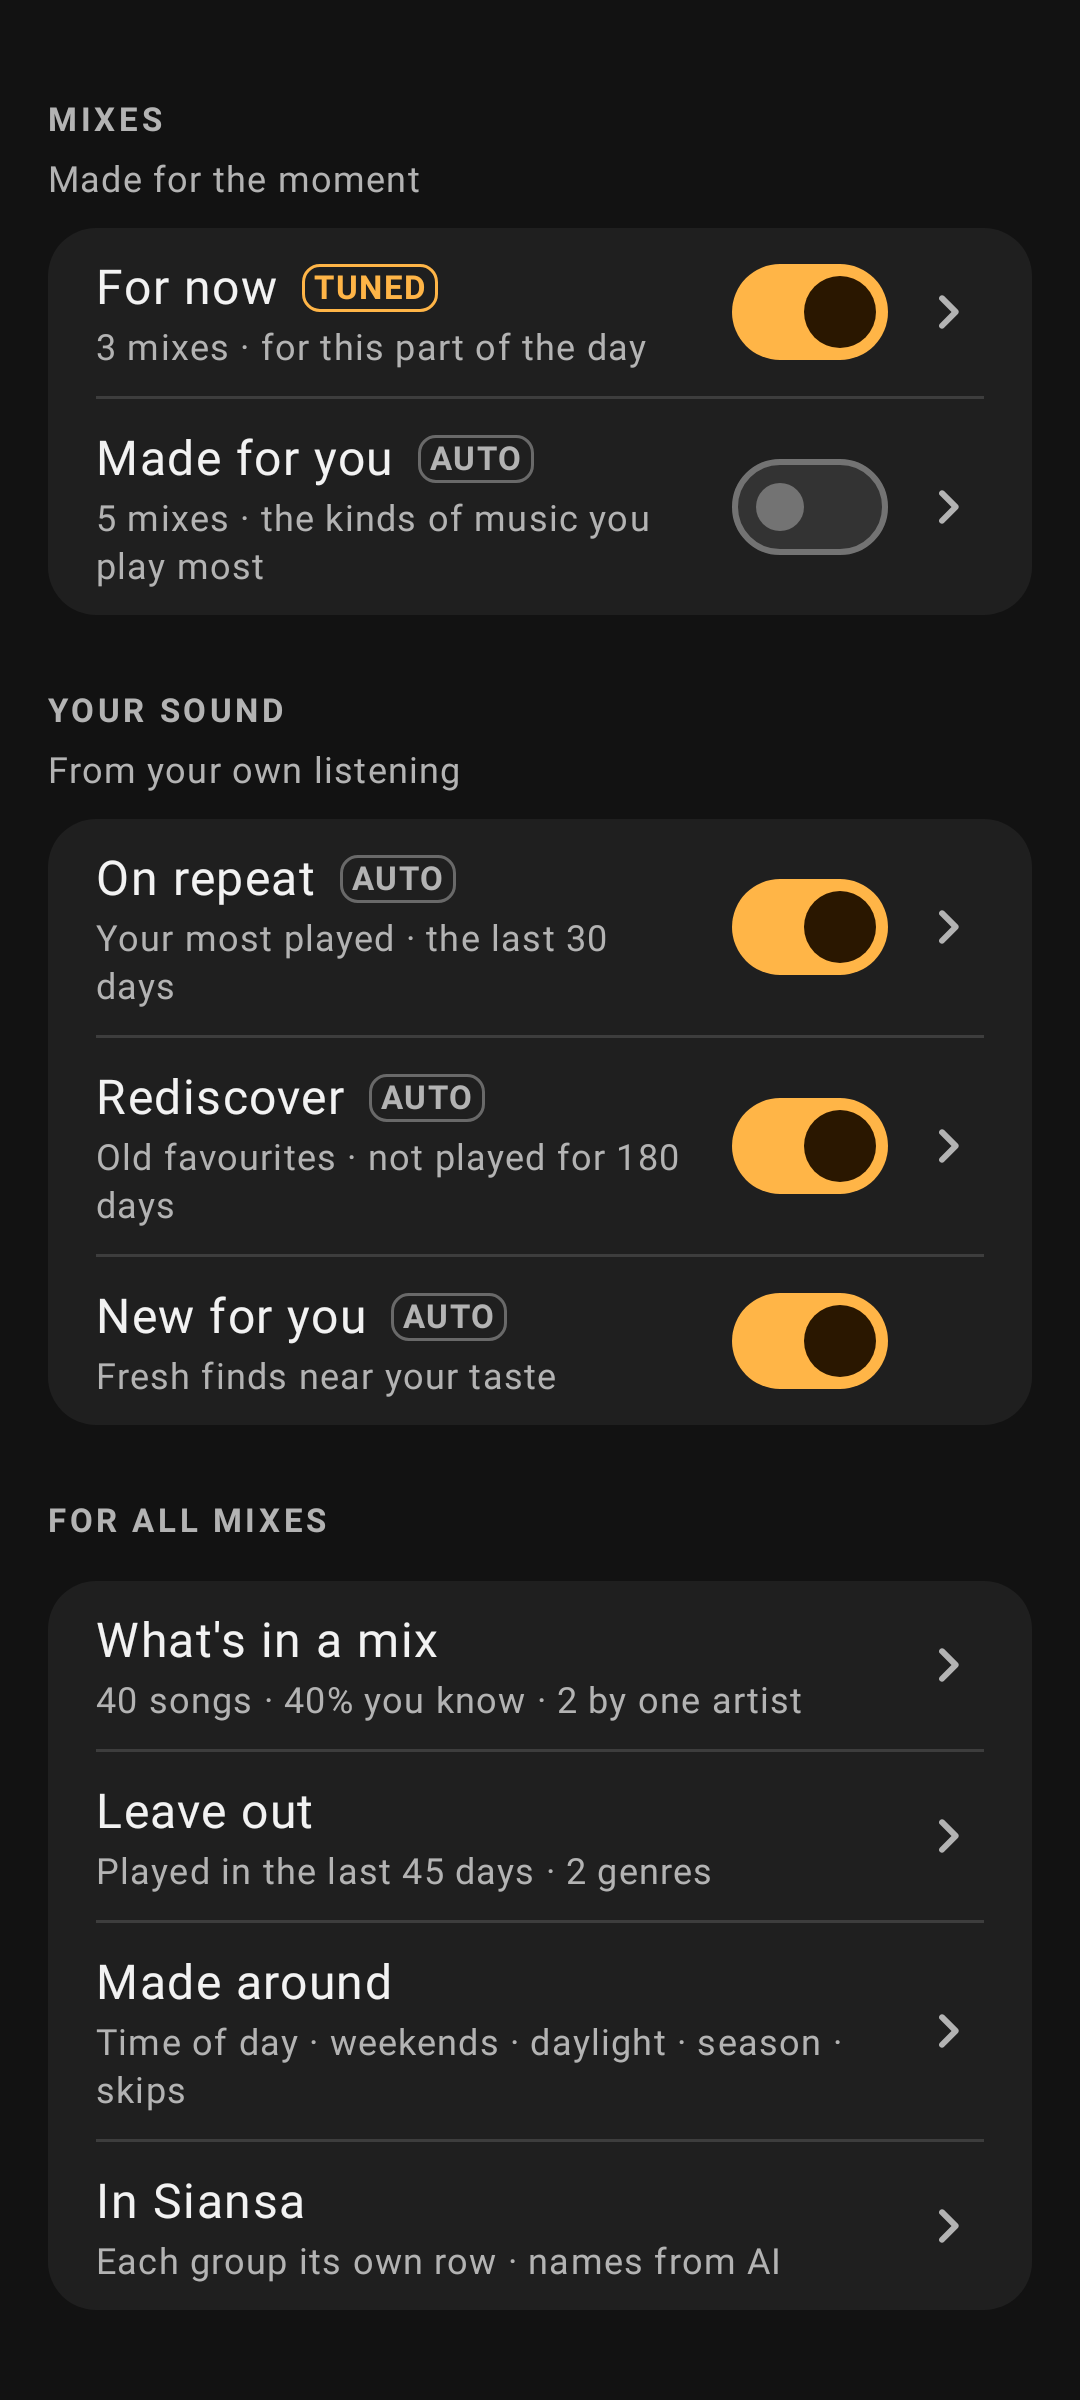 MIXES
Made for the moment
For now TUNED
3 mixes · for this part of the day
Made for you AUTO
5 mixes · the kinds of music you
play most
YOUR SOUND
From your own listening
On repeat AUTO
Your most played · the last 30
days
Rediscover AUTO
Old favourites · not played for 180
days
New for you AUTO
Fresh finds near your taste
FOR ALL MIXES
What's in a mix
40 songs · 40% you know · 2 by one artist
Leave out
Played in the last 45 days · 2 genres
Made around
Time of day · weekends · daylight · season ·
skips
In Siansa
Each group its own row · names from AI